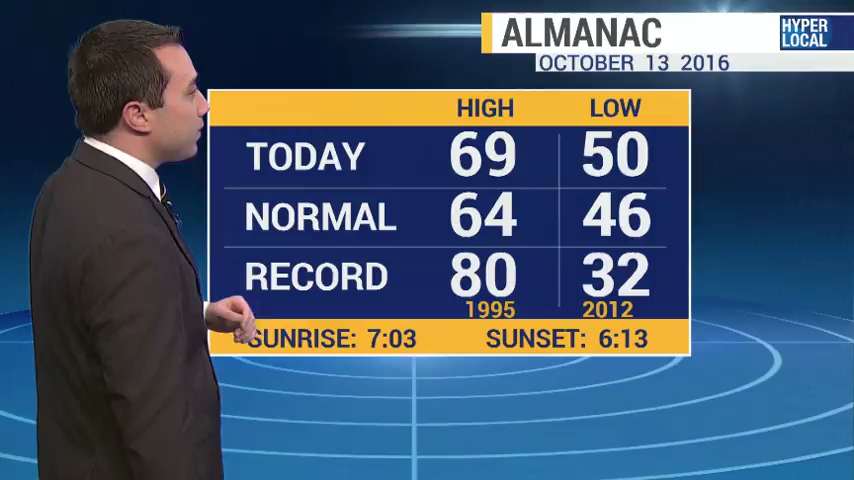 ALMANAC
HYPER
LOCAL
OCTOBER 13 2016
HIGH LOW
TODAY 69 50
NORMAL 64 46
RECORD 80 32
1995 2012
SUNRISE: 7:03 SUNSET: 6:13